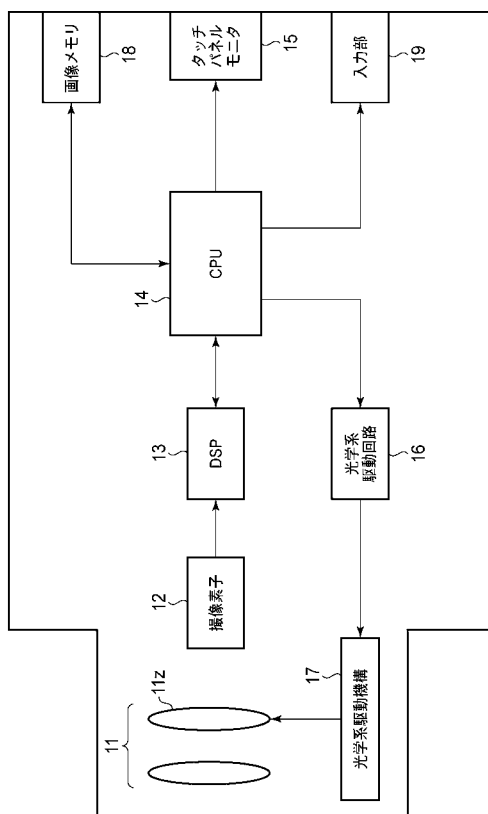 画像メモリ
18
タッチ
パネル
モニタ
15
入力部
19
CPU
14
DSP
13
光学系
駆動回路
16
撮像素子
12
光学系駆動機構
17
11z
11